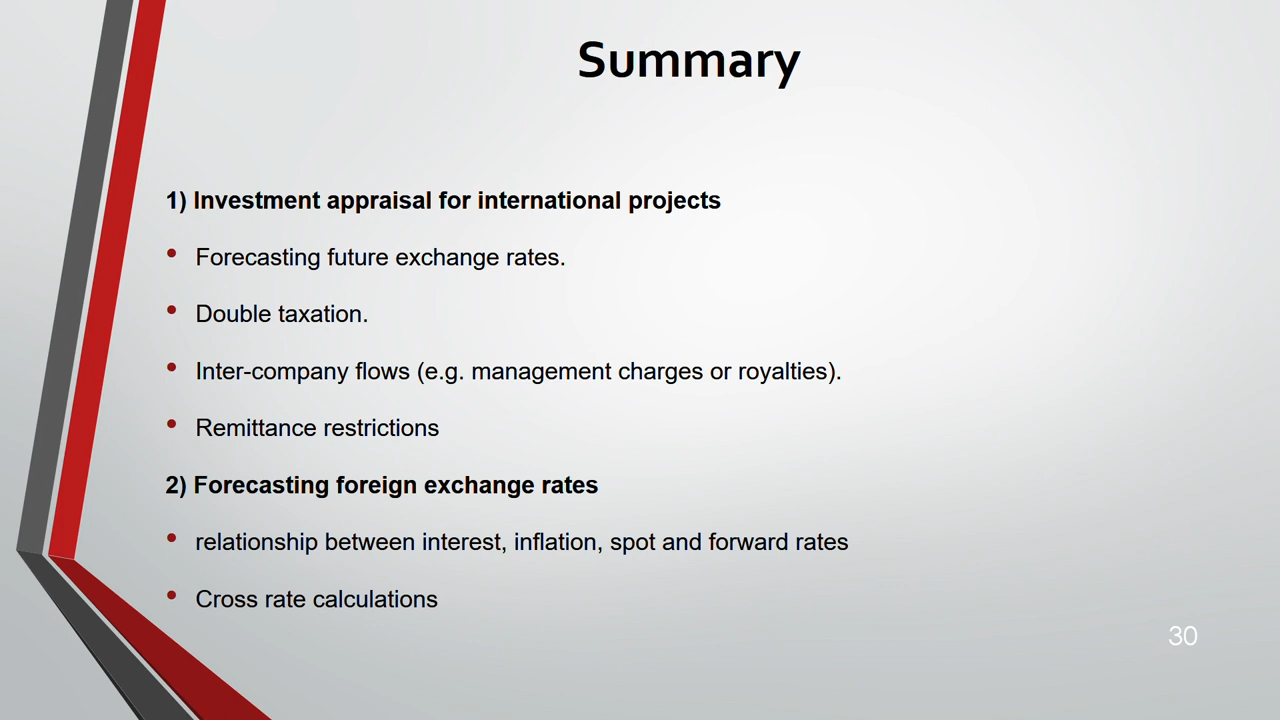 Summary
1) Investment appraisal for international projects
• Forecasting future exchange rates.
• Double taxation.
• Inter-company flows (e.g. management charges or royalties).
• Remittance restrictions
2) Forecasting foreign exchange rates
• relationship between interest, inflation, spot and forward rates
• Cross rate calculations
30